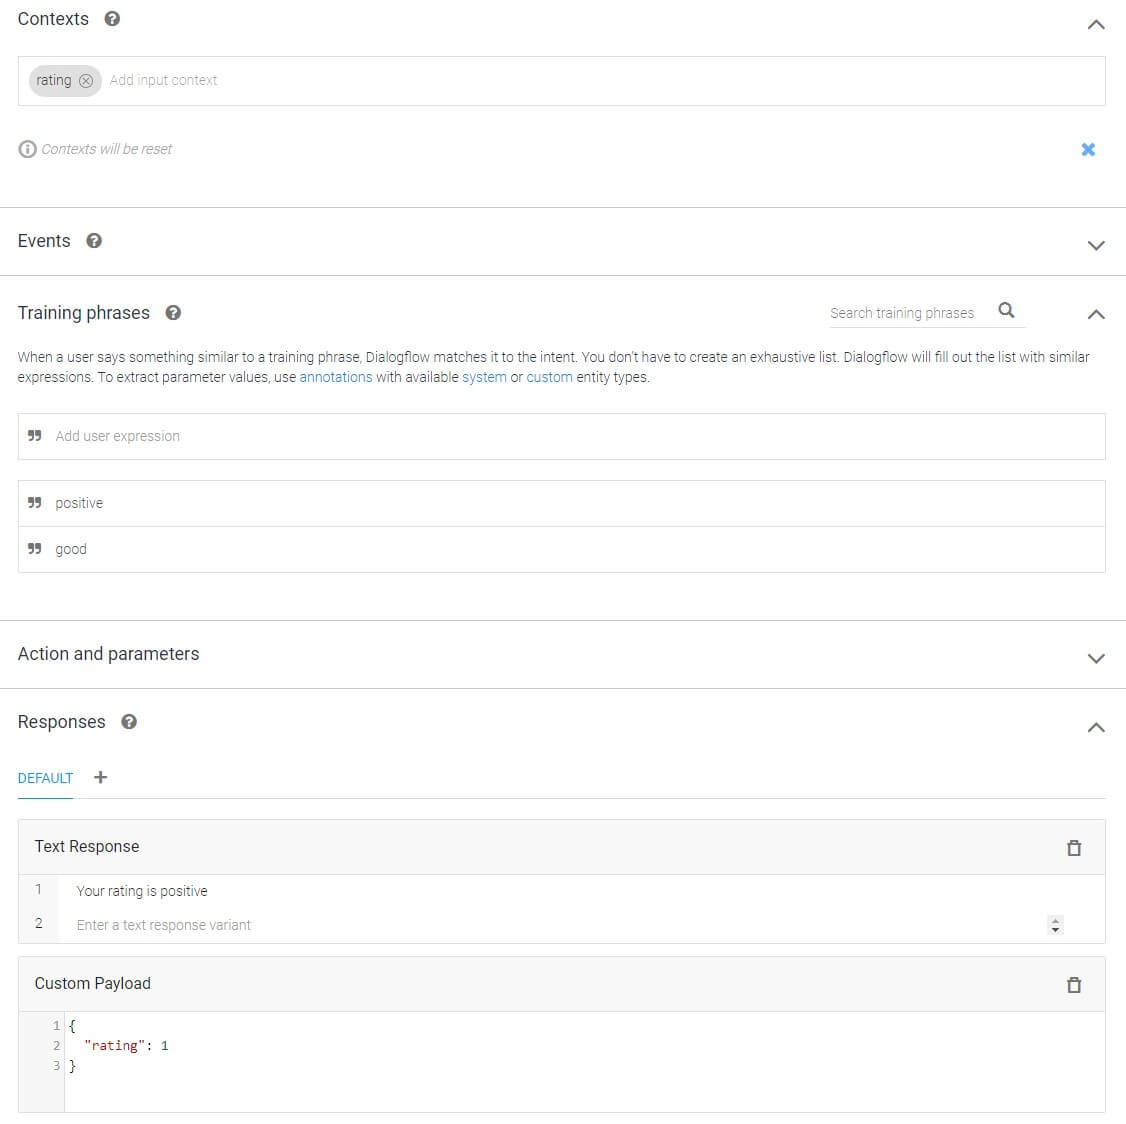 Contexts ?
rating Add input context
Contexts will be reset
Events ?
Training phrases ? Search training phrases
When a user says something similar to a training phrase, Dialogflow matches it to the intent. You don't have to create an exhaustive list. Dialogflow will fill out the list with similar
expressions. To extract parameter values, use annotations with available system or custom entity types.
Add user expression
positive
good
Action and parameters
Responses ?
DEFAULT +
Text Response
1 Your rating is positive
2 Enter a text response variant
Custom Payload
1 {
2 "rating": 1
3 }